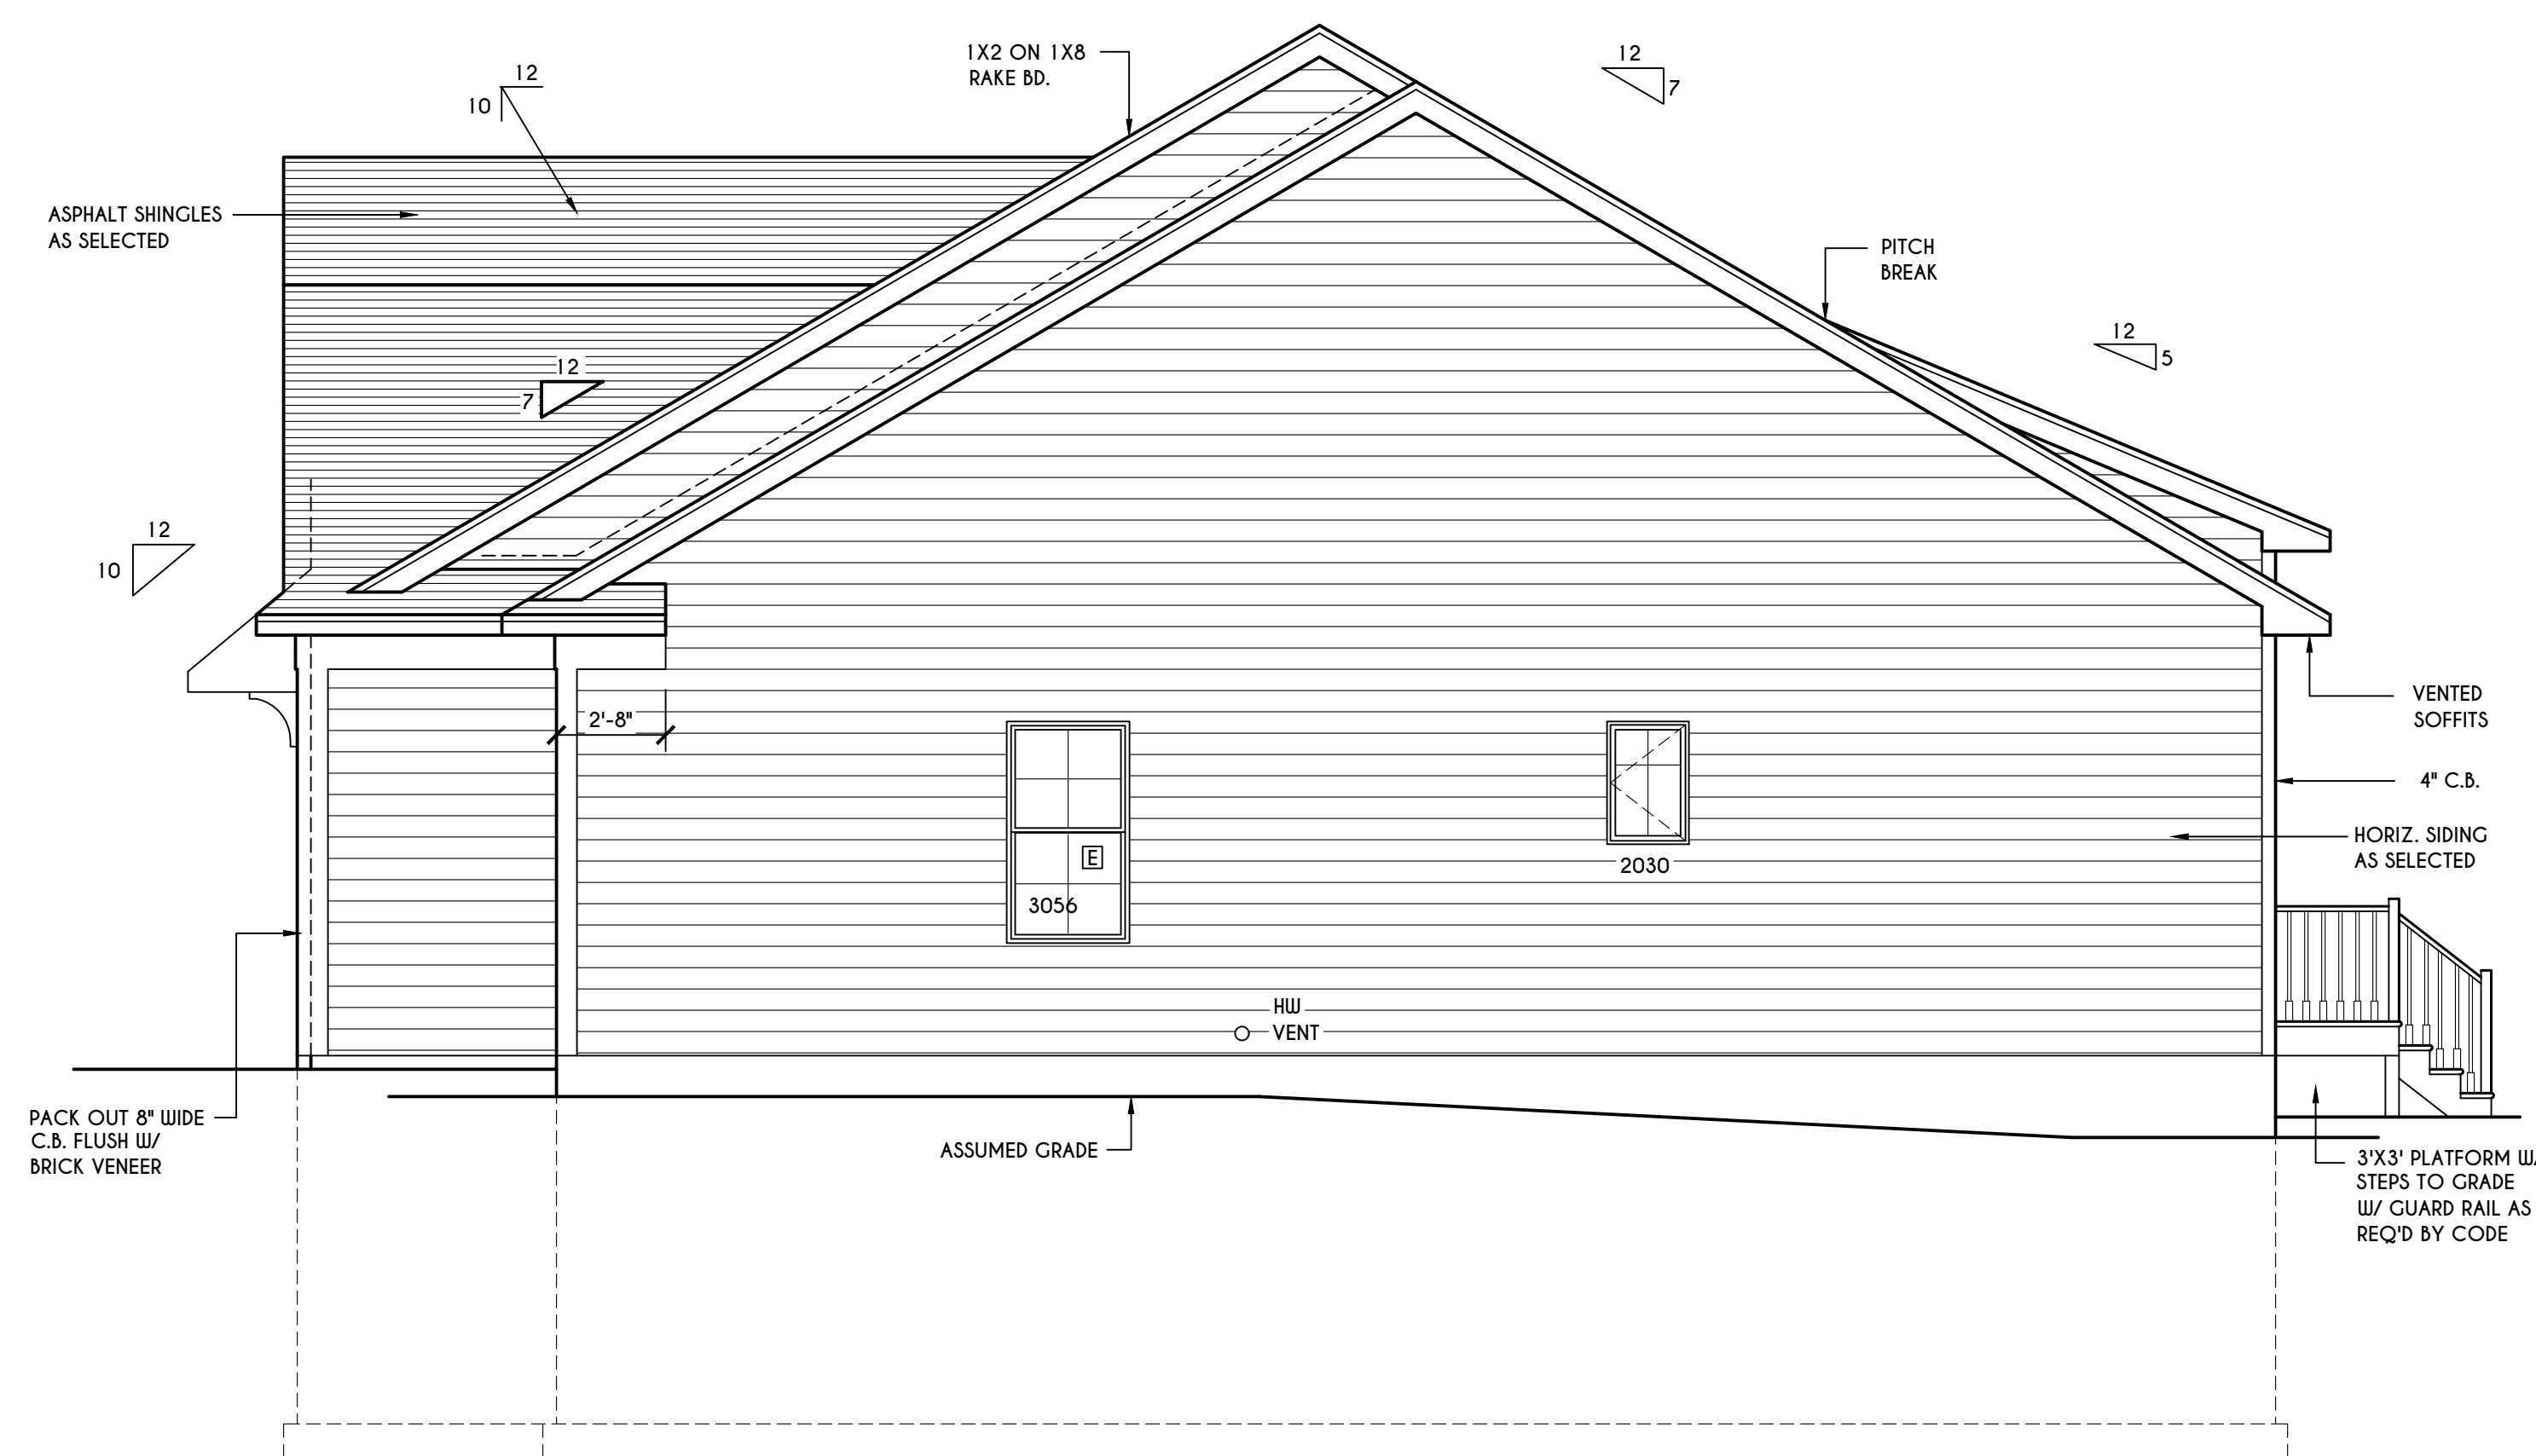 1X2 ON 1X8
RAKE BD.
12
7
12
10
ASPHALT SHINGLES
AS SELECTED
PITCH
BREAK
12
5
12
7
12
10
VENTED
SOFFITS
2'-8"
4" C.B.
HORIZ. SIDING
AS SELECTED
E
3056
2030
HW
VENT
PACK OUT 8" WIDE
C.B. FLUSH W/
BRICK VENEER
ASSUMED GRADE
3'X3' PLATFORM W/
STEPS TO GRADE
W/ GUARD RAIL AS
REQ'D BY CODE